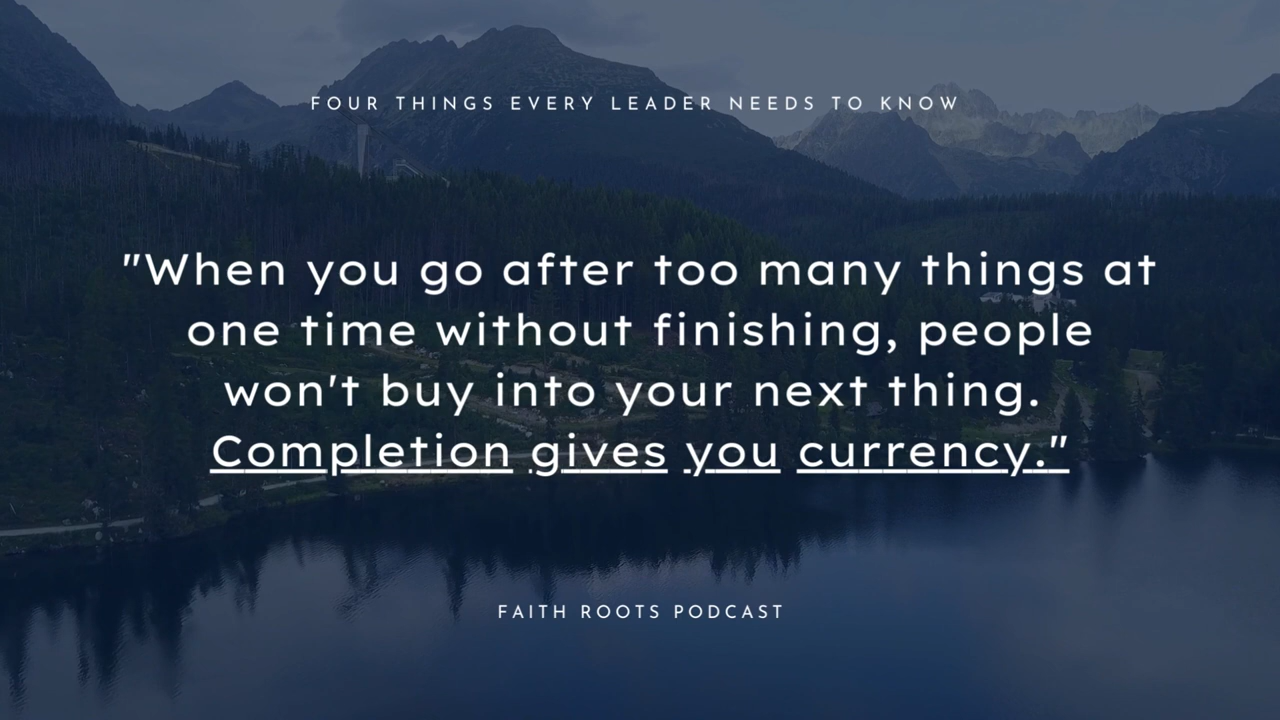 FOUR THINGS EVERY LEADER NEEDS TO KNOW
"When you go after too many things at
one time without finishing, people
won't buy into your next thing.
Completion gives you currency."
FAITH ROOTS PODCAST